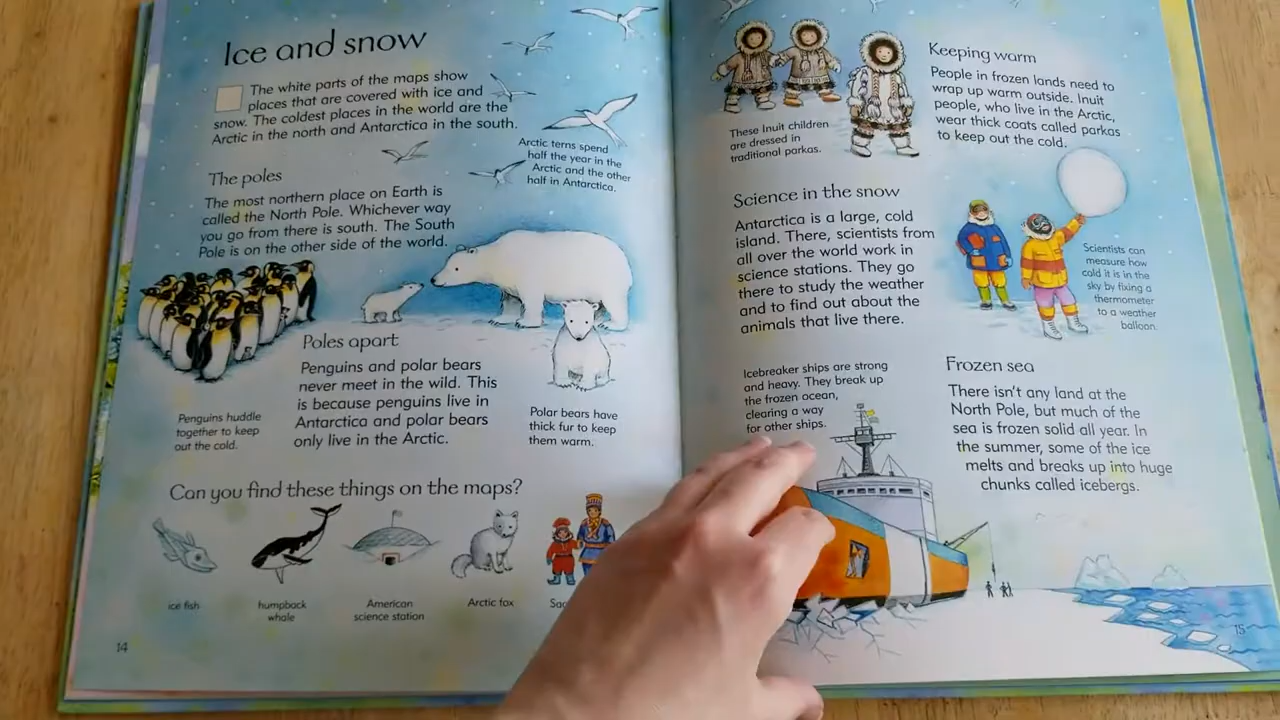 Ice and snow
The white parts of the maps show
places that are covered with ice and
snow. The coldest places in the world are the
Arctic in the north and Antarctica in the south.
Arctic terns spend
half the year in the
Arctic and the other
half in Antarctica.
The poles
The most northern place on Earth is
called the North Pole. Whichever way
you go from there is south. The South
Pole is on the other side of the world.
Poles apart
Penguins and polar bears
never meet in the wild. This
is because penguins live in
Antarctica and polar bears
only live in the Arctic.
Penguins huddle
together to keep
out the cold.
Polar bears have
thick fur to keep
them warm.
Can you find these things on the maps?
ice fish
humpback
whale
American
science station
Arctic fox
14
Keeping warm
People in frozen lands need to
wrap up warm outside. Inuit
people, who live in the Arctic,
wear thick coats called parkas
to keep out the cold.
These Inuit children
are dressed in
traditional parkas.
Science in the snow
Antarctica is a large, cold
island. There, scientists from
all over the world work in
science stations. They go
there to study the weather
and to find out about the
animals that live there.
Scientists can
measure how
cold it is in the
sky by fixing a
thermometer
to a weather
balloon.
Icebreaker ships are strong
and heavy. They break up
the frozen ocean,
clearing a way
for other ships.
Frozen sea
There isn't any land at the
North Pole, but much of the
sea is frozen solid all year. In
the summer, some of the ice
melts and breaks up into huge
chunks called icebergs.
15